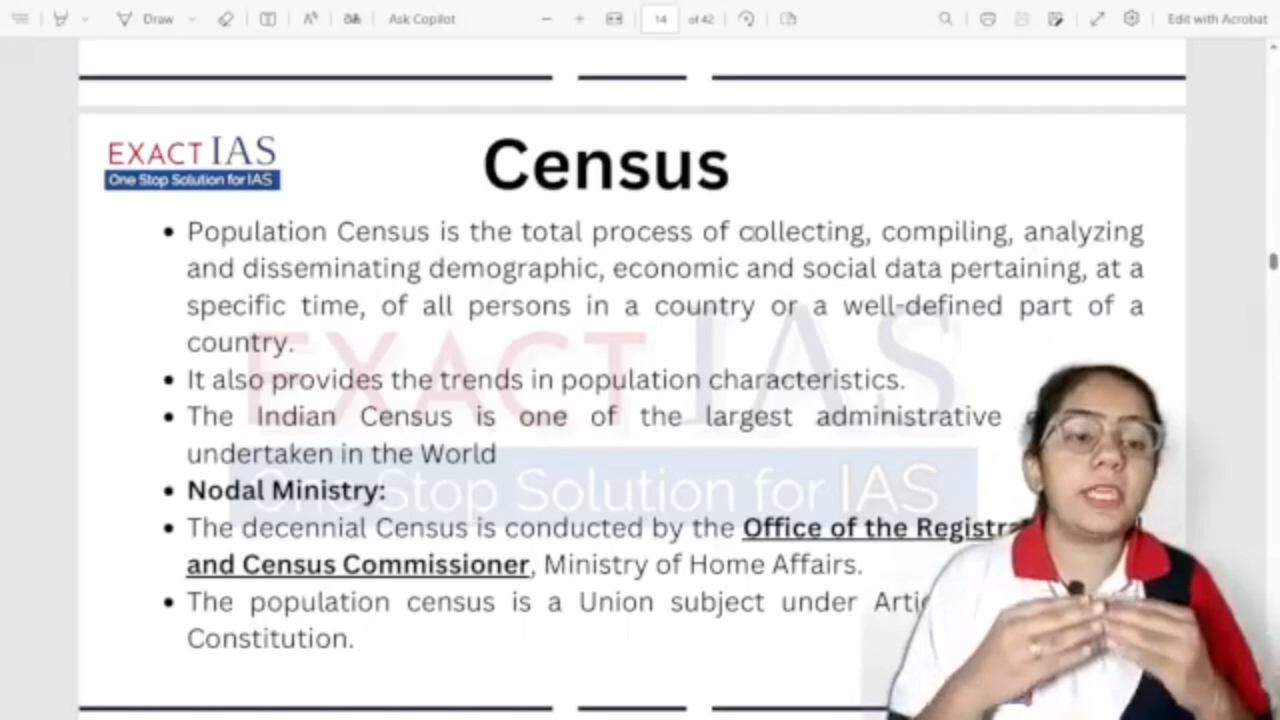 Draw
Ask Copilot
14 of 42
Edit with Acrobat
EXACT IAS
One Stop Solution for IAS
Census
Population Census is the total process of collecting, compiling, analyzing
and disseminating demographic, economic and social data pertaining, at a
specific time, of all persons in a country or a well-defined part of a
country.
It also provides the trends in population characteristics.
The Indian Census is one of the largest administrative
undertaken in the World
Nodal Ministry:
The decennial Census is conducted by the Office of the
and Census Commissioner, Ministry of Home Affairs.
The population census is a Union subject under
Constitution.
EXACT IAS
Stop Solution for IAS